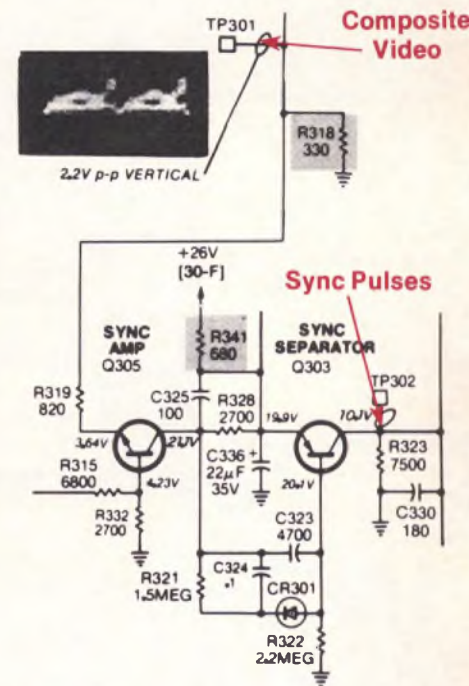 TP301
Composite
Video
2.2V p-p VERTICAL
R318
330
+26V
[30-F]
Sync Pulses
SYNC
AMP
Q305
R341
680
SYNC
SEPARATOR
Q303
TP302
R319
820
C325
100
R328
2700
19.9V
10.1V
3.64V
21.7V
R315
6800
4.23V
C336 +
22µF
35V
20.1V
R323
7500
C330
180
R332
2700
C323
4700
R321
1.5MEG
C324
.1
CR301
R322
2.2MEG